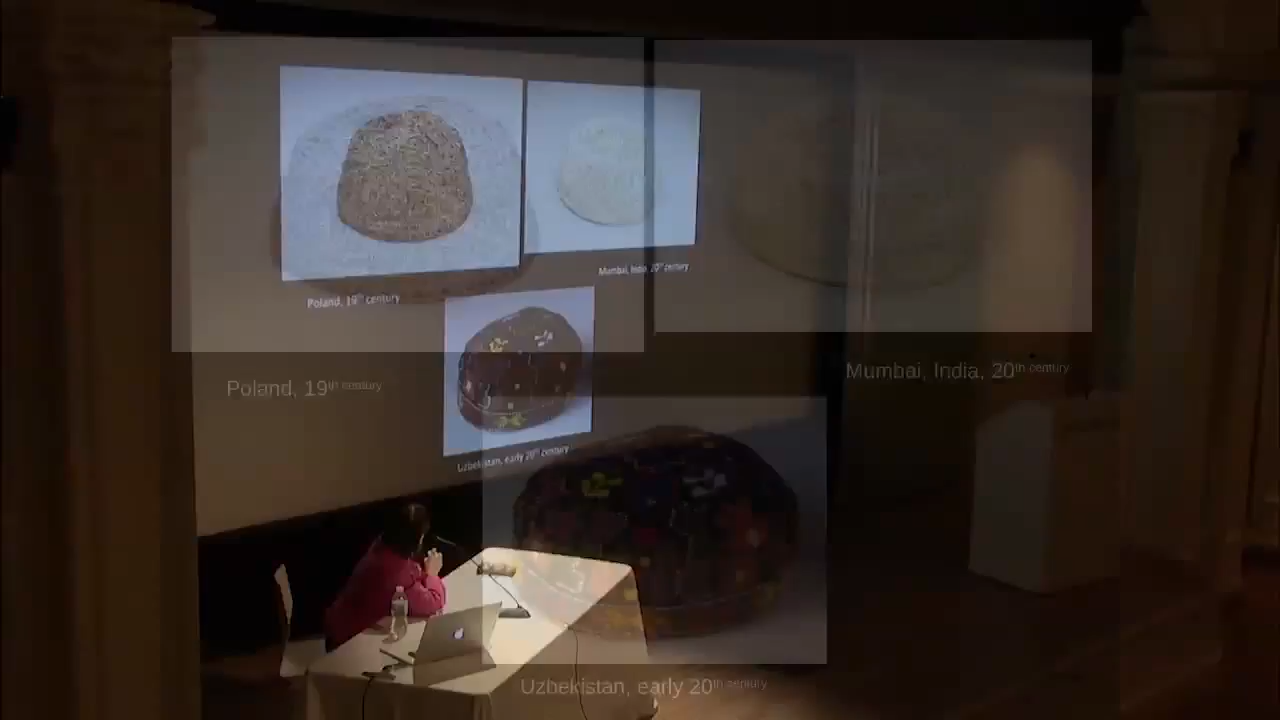 Poland, 19th century
Mumbai, India, 20th century
Uzbekistan, early 20th century
Poland, 19th century
Mumbai, India, 20th century
Uzbekistan, early 20th century